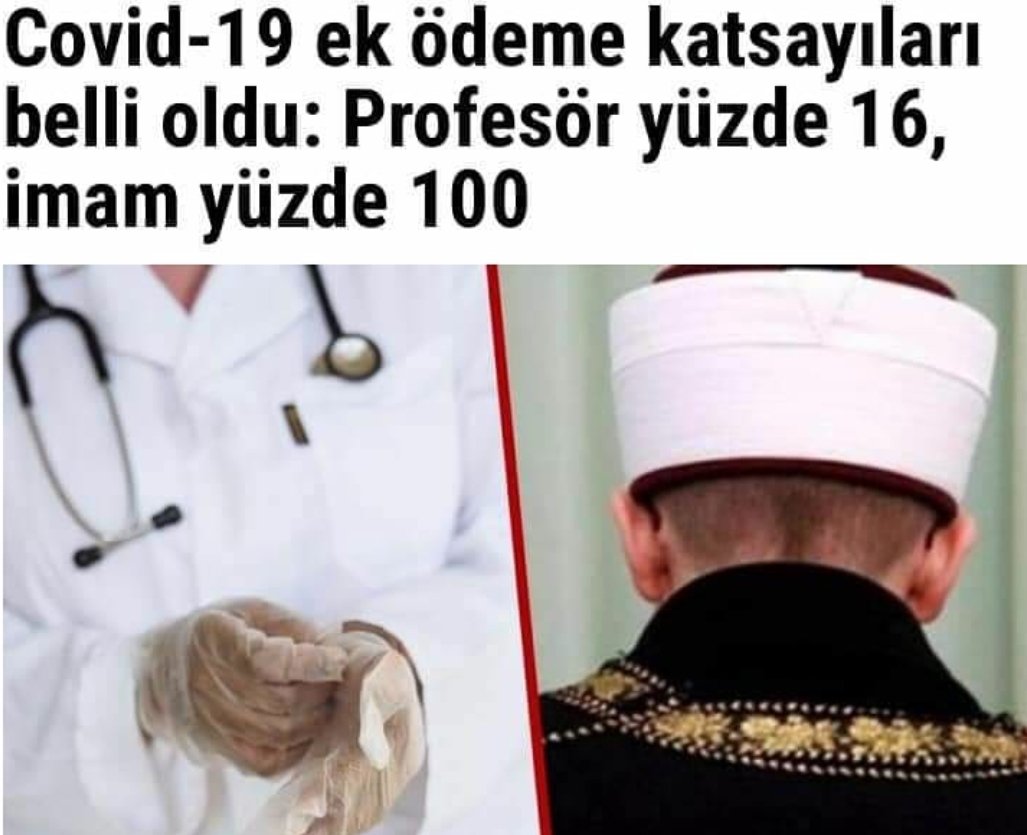 Covid-19 ek ödeme katsayıları
belli oldu: Profesör yüzde 16,
imam yüzde 100